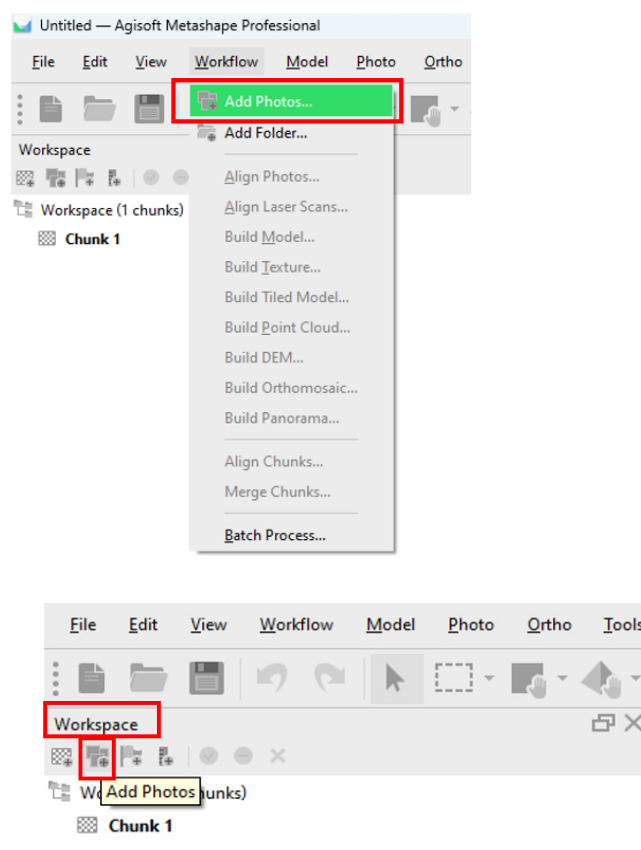 Untitled — Agisoft Metashape Professional
File Edit View Workflow Model Photo Ortho
Add Photos...
Add Folder...
Workspace
Align Photos...
Workspace (1 chunks)
Align Laser Scans...
Chunk 1
Build Model...
Build Texture...
Build Tiled Model...
Build Point Cloud...
Build DEM...
Build Orthomosaic...
Build Panorama...
Align Chunks...
Merge Chunks...
Batch Process...
File Edit View Workflow Model Photo Ortho Tools
Workspace
Add Photos
Chunk 1